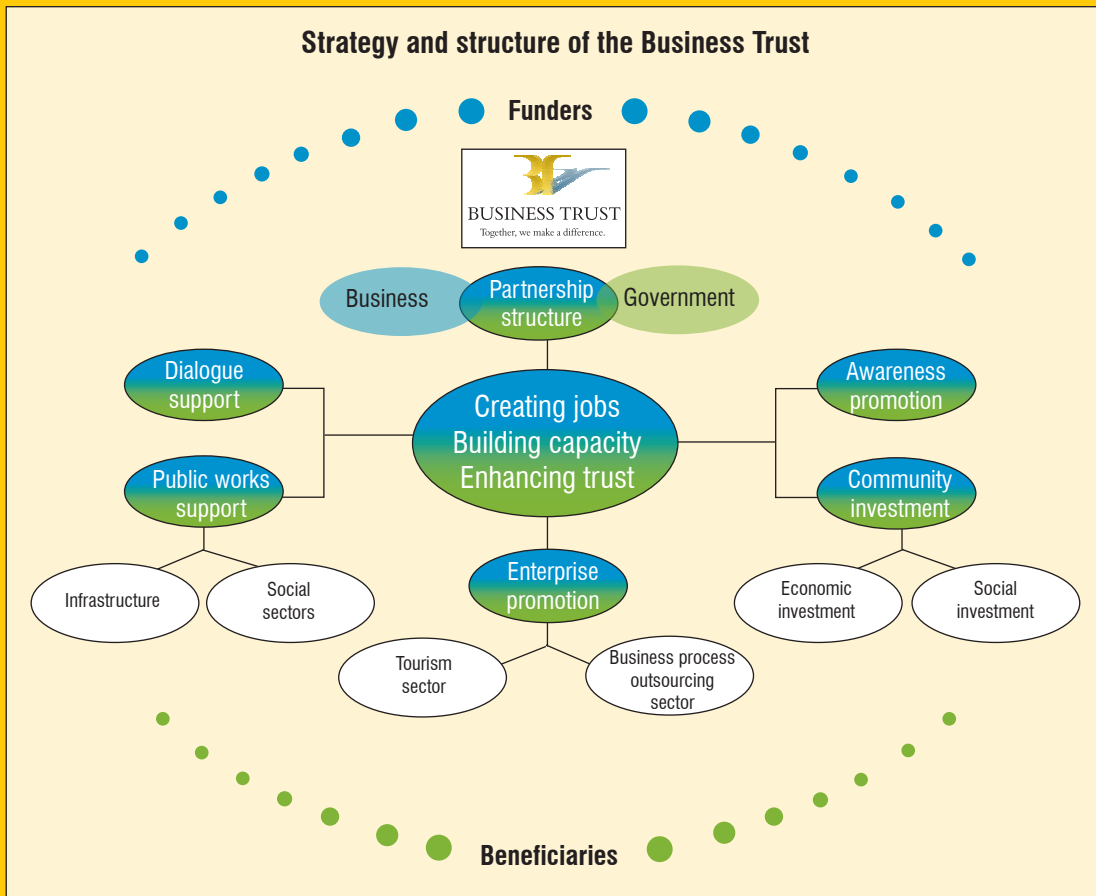 Strategy and structure of the Business Trust
Funders
BUSINESS TRUST
Together, we make a difference.
Business
Partnership
structure
Government
Dialogue
support
Awareness
promotion
Creating jobs
Building capacity
Enhancing trust
Public works
support
Community
investment
Infrastructure
Social
sectors
Enterprise
promotion
Economic
investment
Social
investment
Tourism
sector
Business process
outsourcing
sector
Beneficiaries